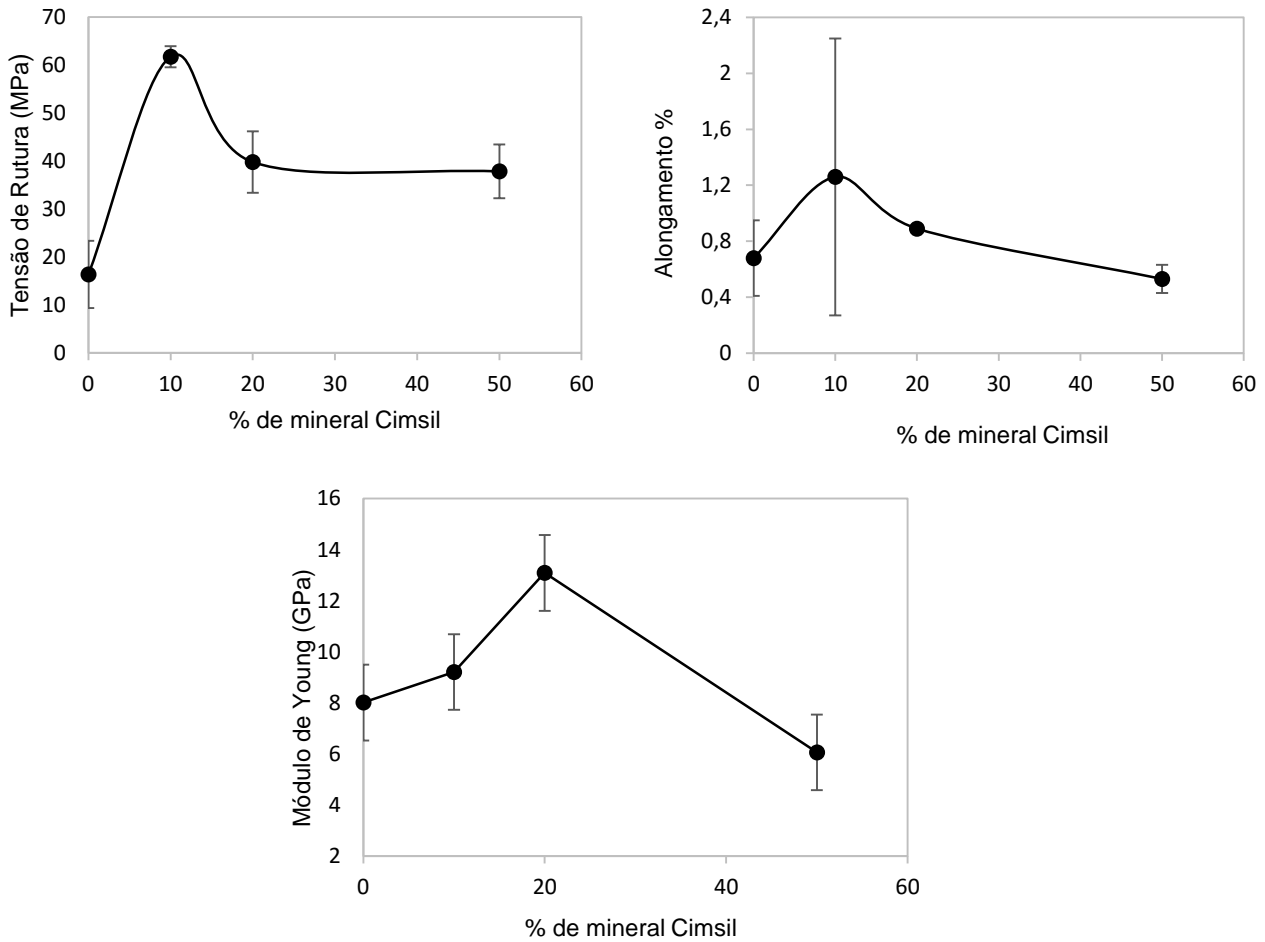 Tensão de Rutura (MPa)
70
60
50
40
30
20
10
0
0 10 20 30 40 50 60
% de mineral Cimsil
Alongamento %
2,4
2
1,6
1,2
0,8
0,4
0
0 10 20 30 40 50 60
% de mineral Cimsil
Módulo de Young (GPa)
16
14
12
10
8
6
4
2
0 20 40 60
% de mineral Cimsil